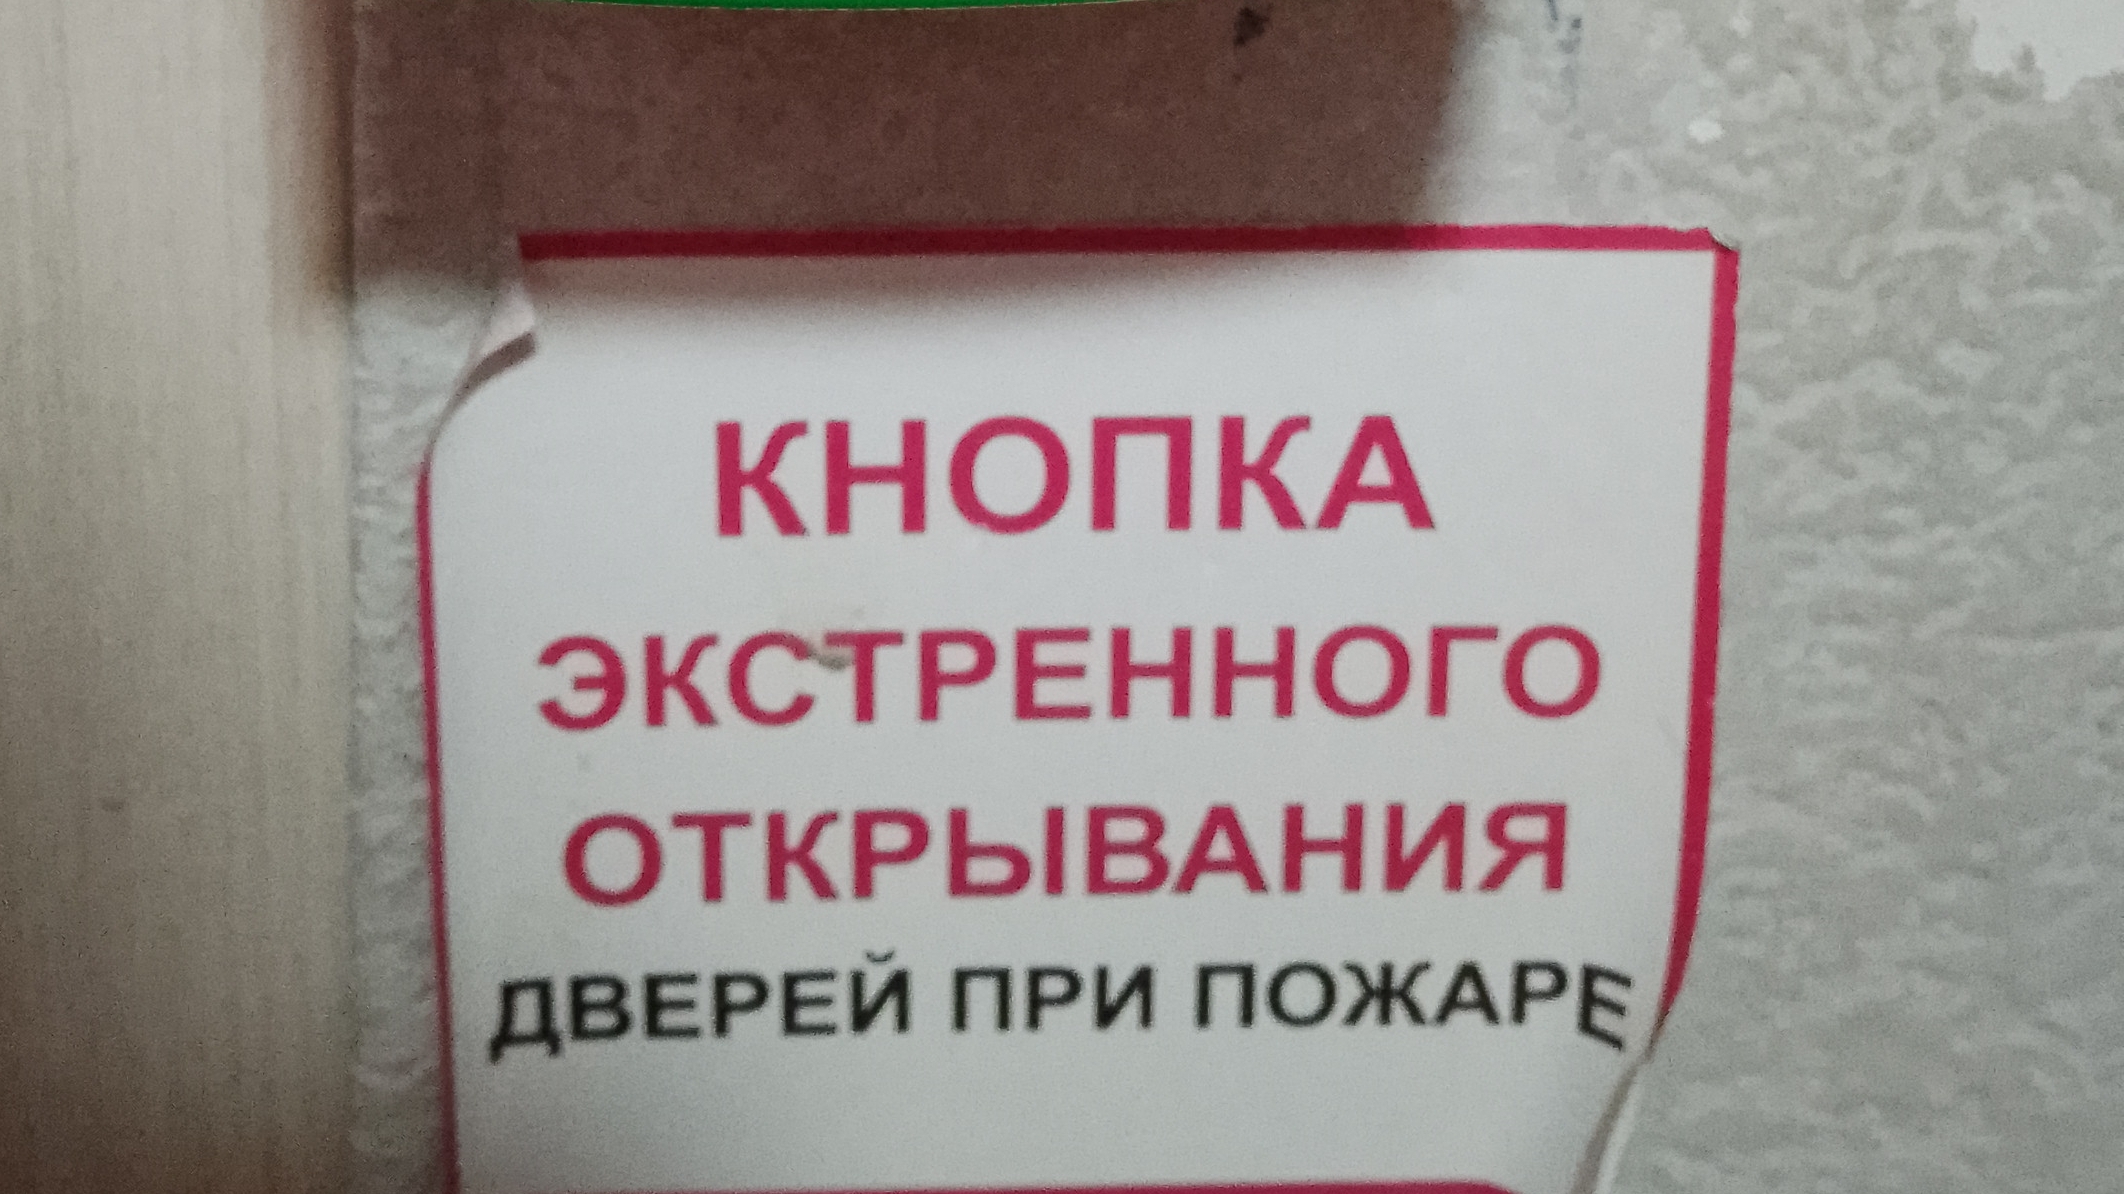 КНОПКА
ЭКСТРЕННОГО
ОТКРЫВАНИЯ
ДВЕРЕЙ ПРИ ПОЖАРЕ